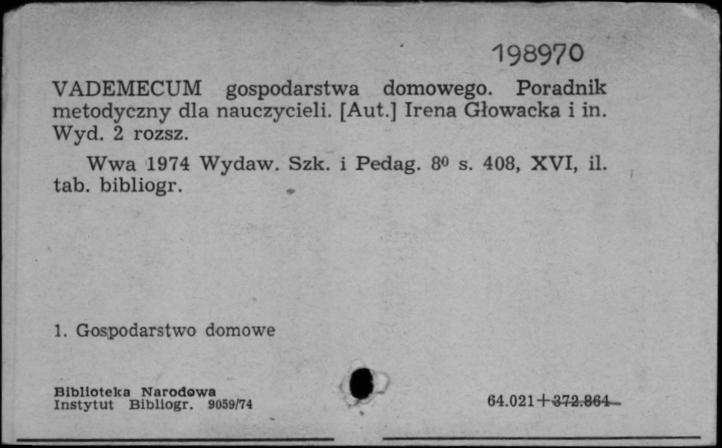 198970
VADEMECUM gospodarstwa domowego. Poradnik
metodyczny dla nauczycieli. [Aut.] Irena Głowacka i in.
Wyd. 2 rozsz.
Wwa 1974 Wydaw. Szk. i Pedag. 8⁰ s. 408, XVI, il.
tab. bibliogr.
1. Gospodarstwo domowe
Biblioteka Narodowa
Instytut Bibliogr. 9059/74
64.021+372.864